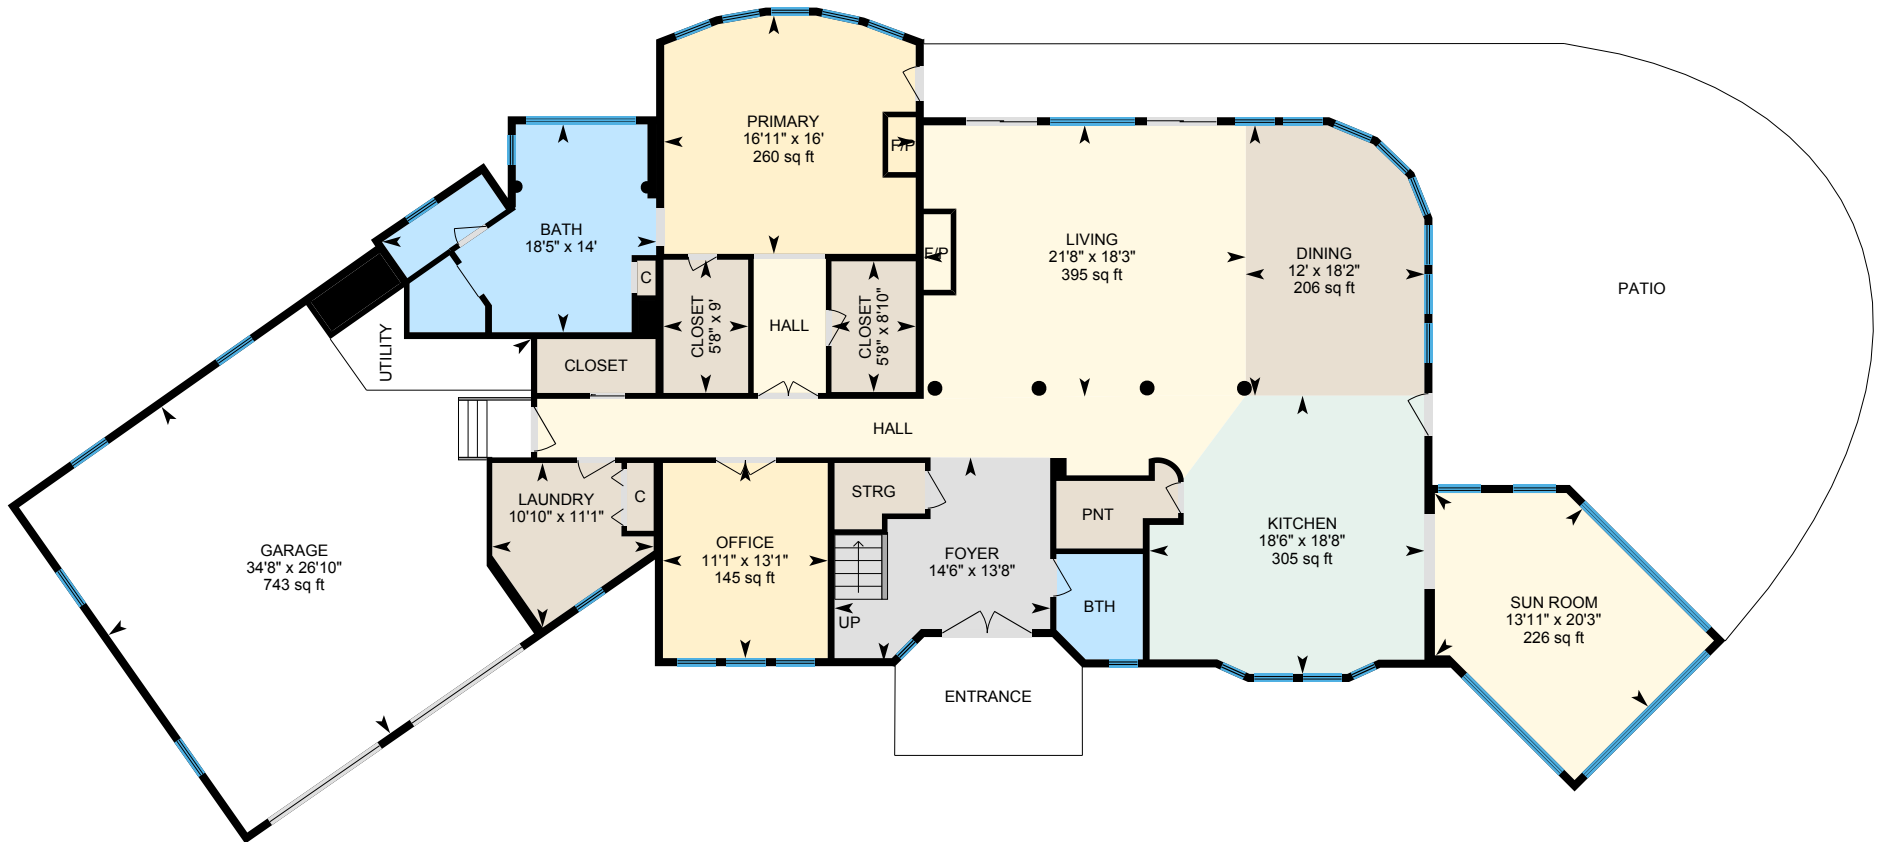 PRIMARY
16'11" x 16'
260 sq ft
F/P
BATH
18'5" x 14'
C
CLOSET
5'8" x 9'
HALL
CLOSET
5'8" x 8'10"
F/P
LIVING
21'8" x 18'3"
395 sq ft
DINING
12' x 18'2"
206 sq ft
PATIO
UTILITY
CLOSET
HALL
LAUNDRY
10'10" x 11'1"
C
STRG
PNT
GARAGE
34'8" x 26'10"
743 sq ft
OFFICE
11'1" x 13'1"
145 sq ft
FOYER
14'6" x 13'8"
KITCHEN
18'6" x 18'8"
305 sq ft
UP
BTH
SUN ROOM
13'11" x 20'3"
226 sq ft
ENTRANCE